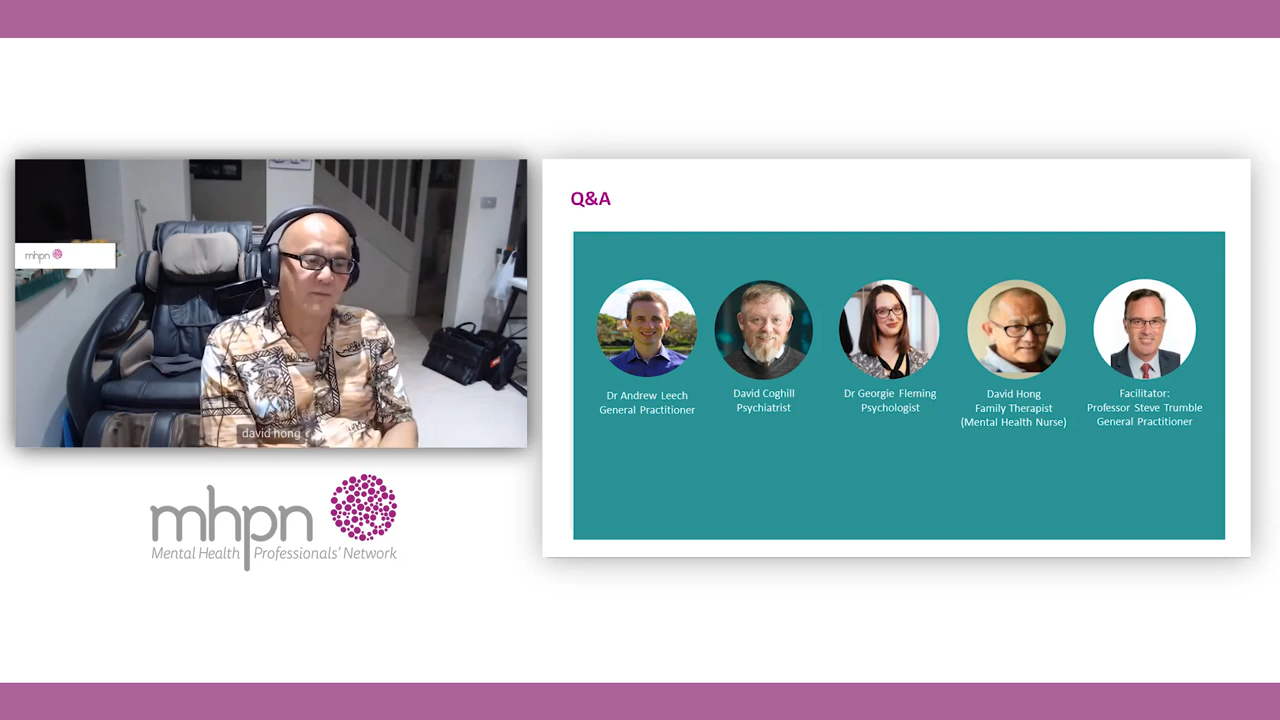 mhpn
david hong
mhpn
Mental Health Professionals' Network
Q&A
Dr Andrew Leech
General Practitioner
David Coghill
Psychiatrist
Dr Georgie Fleming
Psychologist
David Hong
Family Therapist
(Mental Health Nurse)
Facilitator:
Professor Steve Trumble
General Practitioner